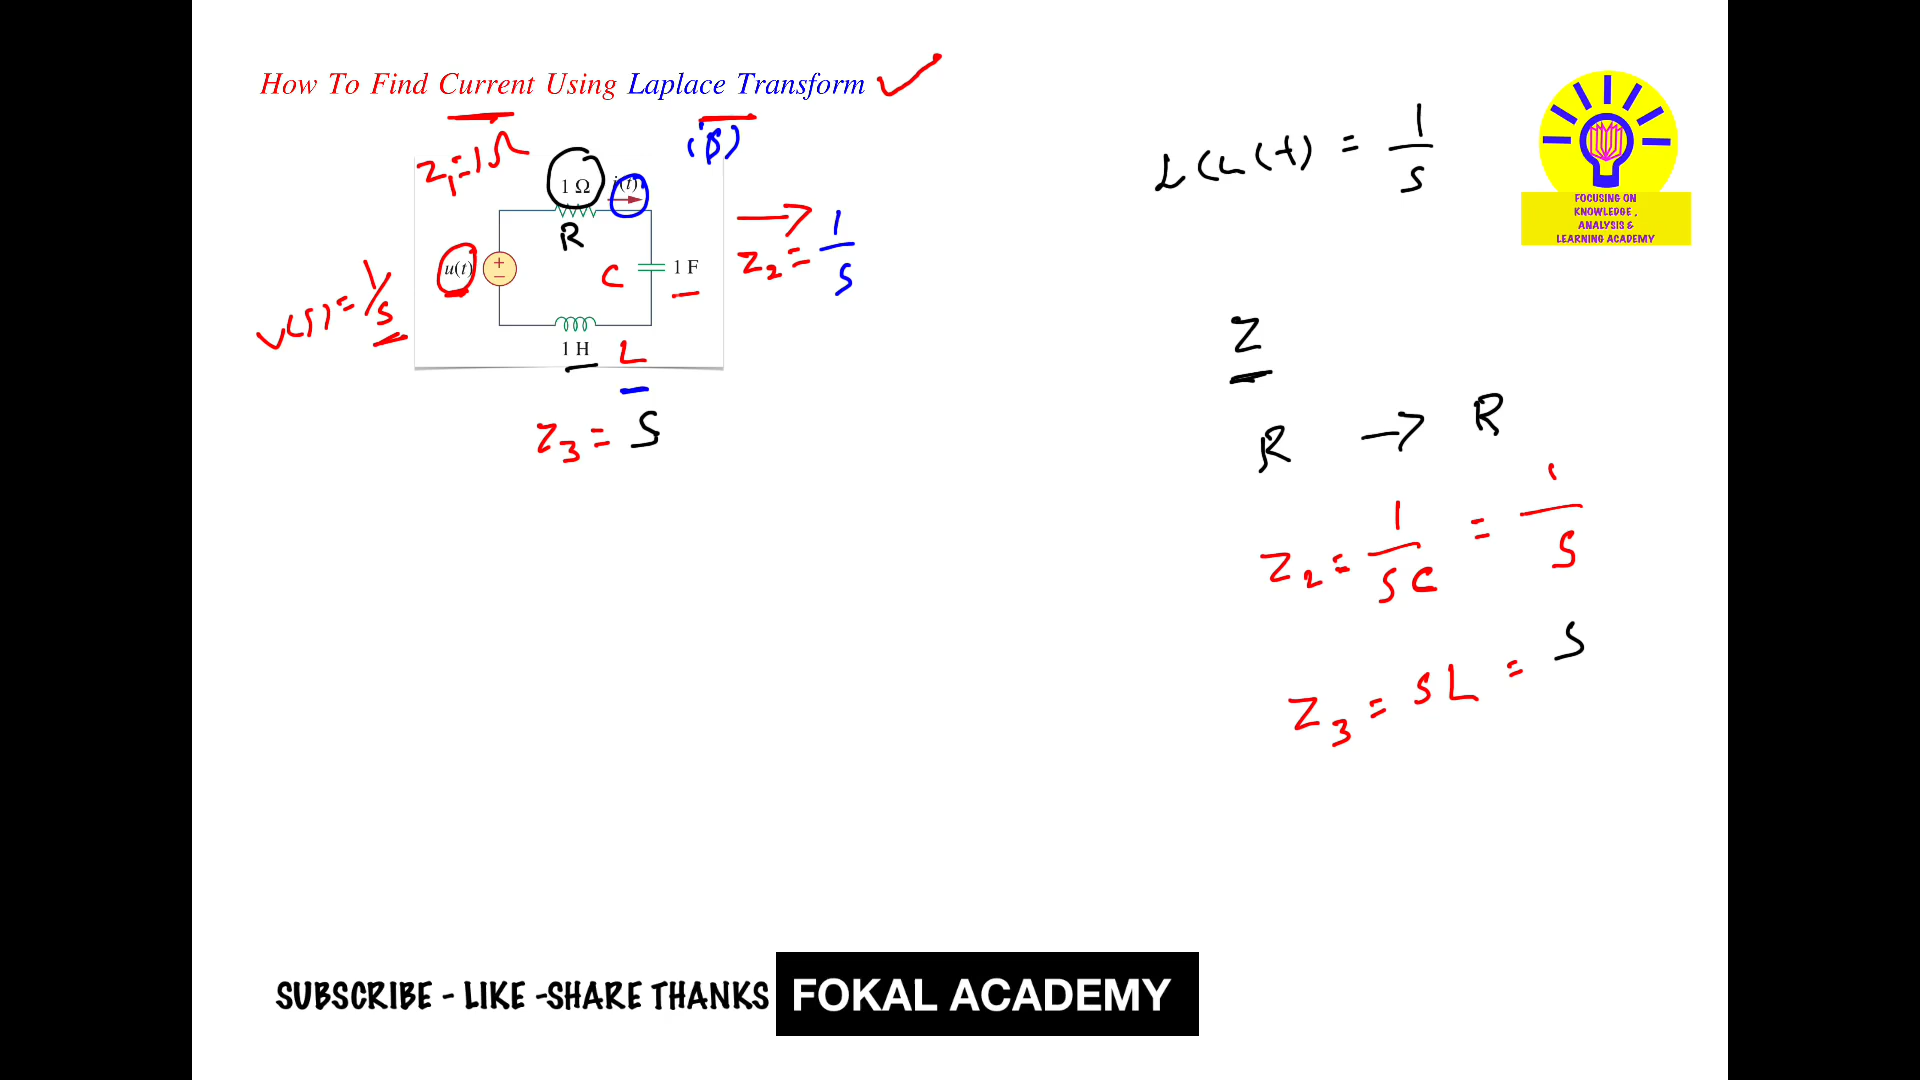 How To Find Current Using Laplace Transform
Z1=1Ω
1 Ω
i(t)
R
u(t)
+
−
C
1 F
1 H
L
V(s) = 1/s
Z2 = 1/s
Z3 = S
L(u(t) = 1/s
Z
R → R
Z2 = 1/SC = 1/S
Z3 = SL = S
FOCUSING ON
KNOWLEDGE ,
ANALYSIS &
LEARNING ACADEMY
SUBSCRIBE - LIKE -SHARE THANKS
FOKAL ACADEMY